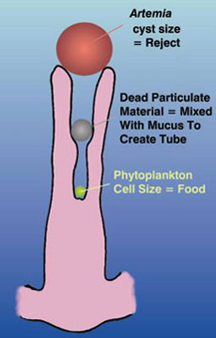 Artemia
cyst size
= Reject
Dead Particulate
Material = Mixed
With Mucus To
Create Tube
Phytoplankton
Cell Size = Food